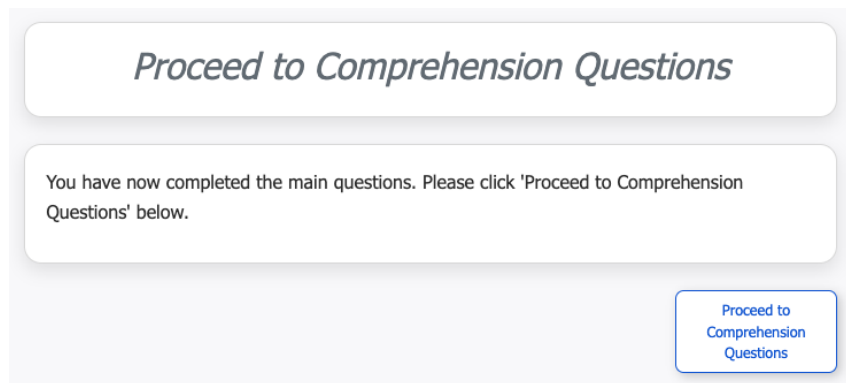 Proceed to Comprehension Questions
You have now completed the main questions. Please click 'Proceed to Comprehension
Questions' below.
Proceed to
Comprehension
Questions